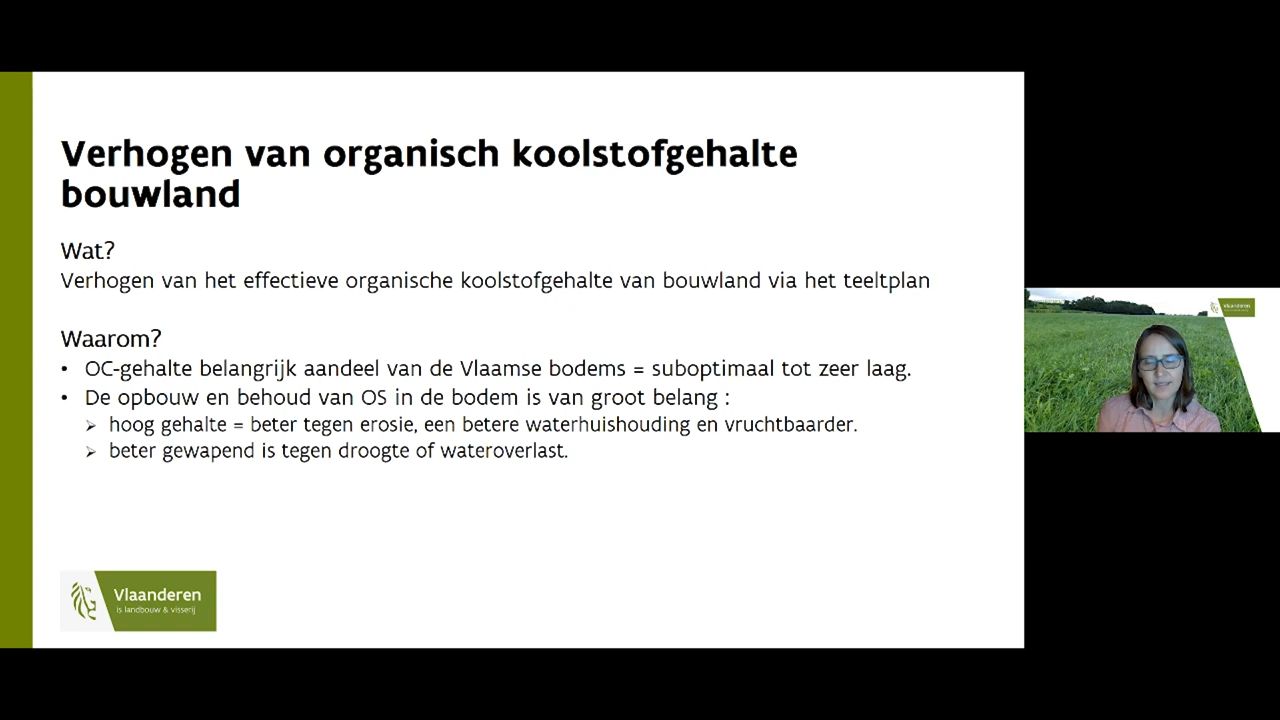 Verhogen van organisch koolstofgehalte
bouwland
Wat?
Verhogen van het effectieve organische koolstofgehalte van bouwland via het teeltplan
Waarom?
• OC-gehalte belangrijk aandeel van de Vlaamse bodems = suboptimaal tot zeer laag.
• De opbouw en behoud van OS in de bodem is van groot belang :
➢ hoog gehalte = beter tegen erosie, een betere waterhuishouding en vruchtbaarder.
➢ beter gewapend is tegen droogte of wateroverlast.
Vlaanderen
is landbouw & visserij
Vlaanderen